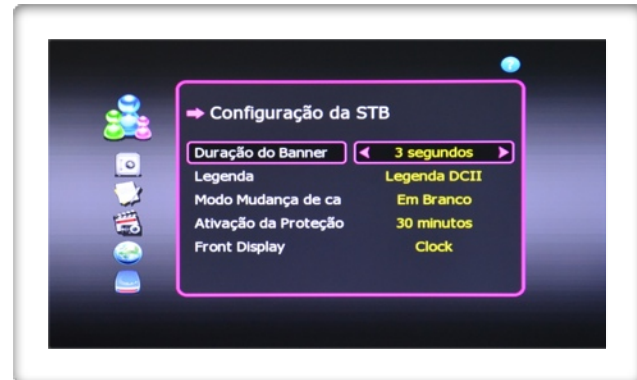 ?
Configuração da STB
Duração do Banner 3 segundos
Legenda Legenda DCII
Modo Mudança de ca Em Branco
Ativação da Proteção 30 minutos
Front Display Clock